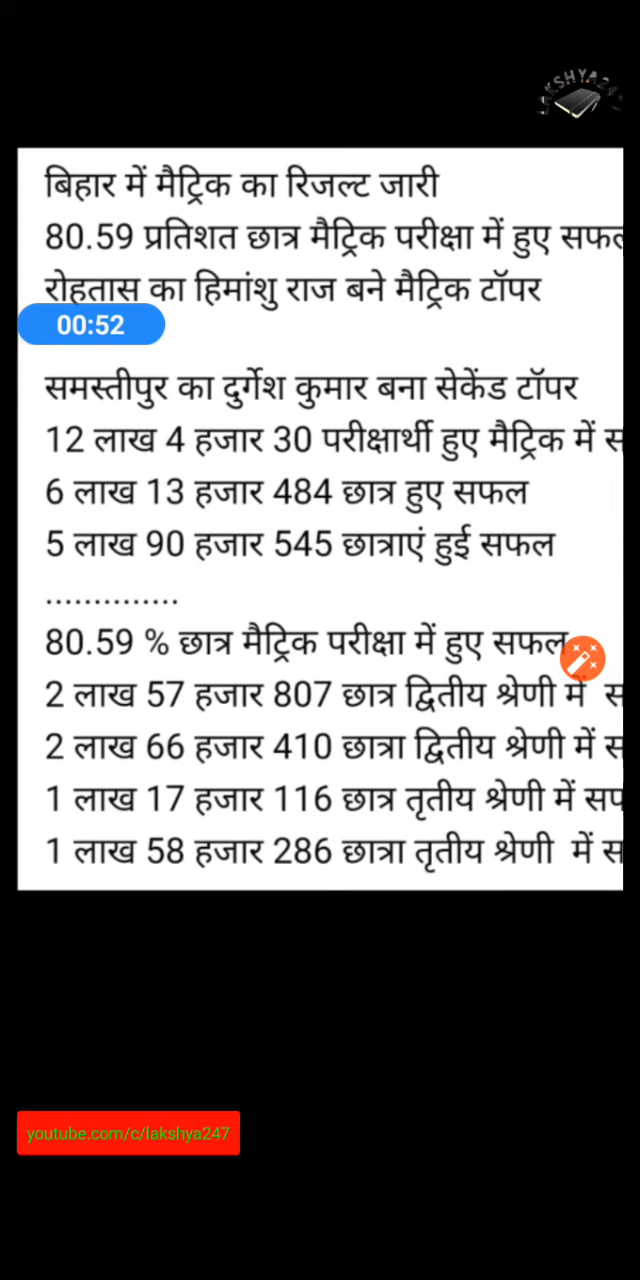 LAKSHYA247
बिहार में मैट्रिक का रिजल्ट जारी
80.59 प्रतिशत छात्र मैट्रिक परीक्षा में हुए सफल
रोहतास का हिमांशु राज बने मैट्रिक टॉपर
00:52
समस्तीपुर का दुर्गेश कुमार बना सेकेंड टॉपर
12 लाख 4 हजार 30 परीक्षार्थी हुए मैट्रिक में
6 लाख 13 हजार 484 छात्र हुए सफल
5 लाख 90 हजार 545 छात्राएं हुई सफल
..............
80.59 % छात्र मैट्रिक परीक्षा में हुए सफल
2 लाख 57 हजार 807 छात्र द्वितीय श्रेणी में
2 लाख 66 हजार 410 छात्रा द्वितीय श्रेणी में
1 लाख 17 हजार 116 छात्र तृतीय श्रेणी में
1 लाख 58 हजार 286 छात्रा तृतीय श्रेणी में
youtube.com/c/lakshya247